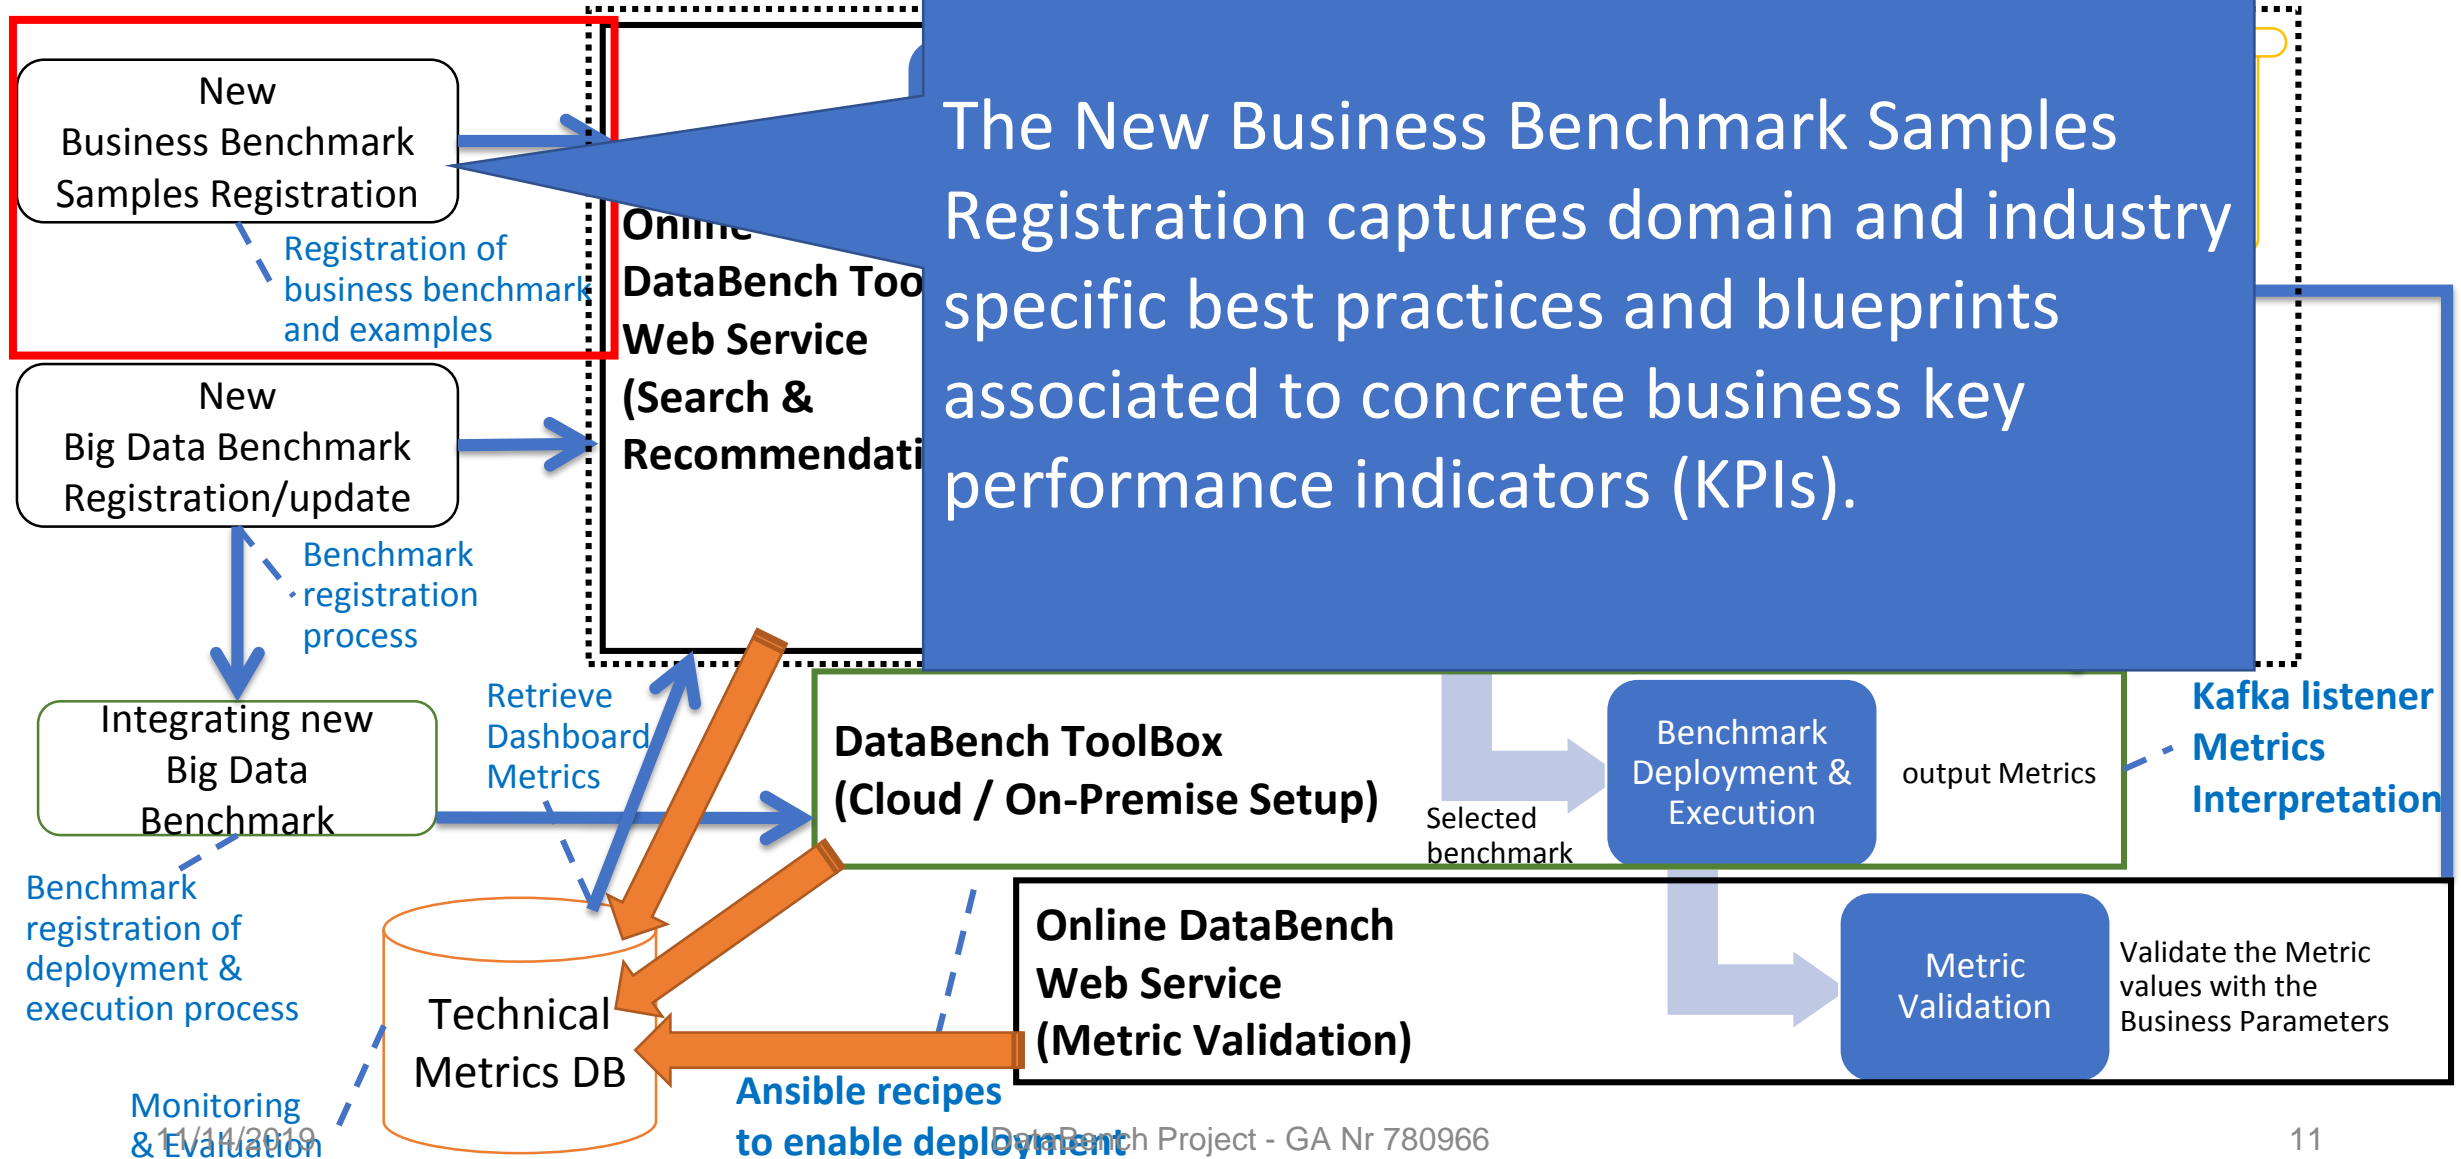 New
Business Benchmark
Samples Registration
Registration of
business benchmark
and examples
New
Big Data Benchmark
Registration/update
Benchmark
registration
process
Integrating new
Big Data
Benchmark
Benchmark
registration of
deployment &
execution process
Monitoring
& Evaluation
Retrieve
Dashboard
Metrics
Technical
Metrics DB
Online
DataBench Too
Web Service
(Search &
Recommendati
The New Business Benchmark Samples
Registration captures domain and industry
specific best practices and blueprints
associated to concrete business key
performance indicators (KPIs).
DataBench ToolBox
(Cloud / On-Premise Setup)
Selected
benchmark
Benchmark
Deployment &
Execution
output Metrics
Kafka listener
Metrics
Interpretation
Online DataBench
Web Service
(Metric Validation)
Metric
Validation
Validate the Metric
values with the
Business Parameters
Ansible recipes
to enable deployment
11/14/2019
DataBench Project - GA Nr 780966
11